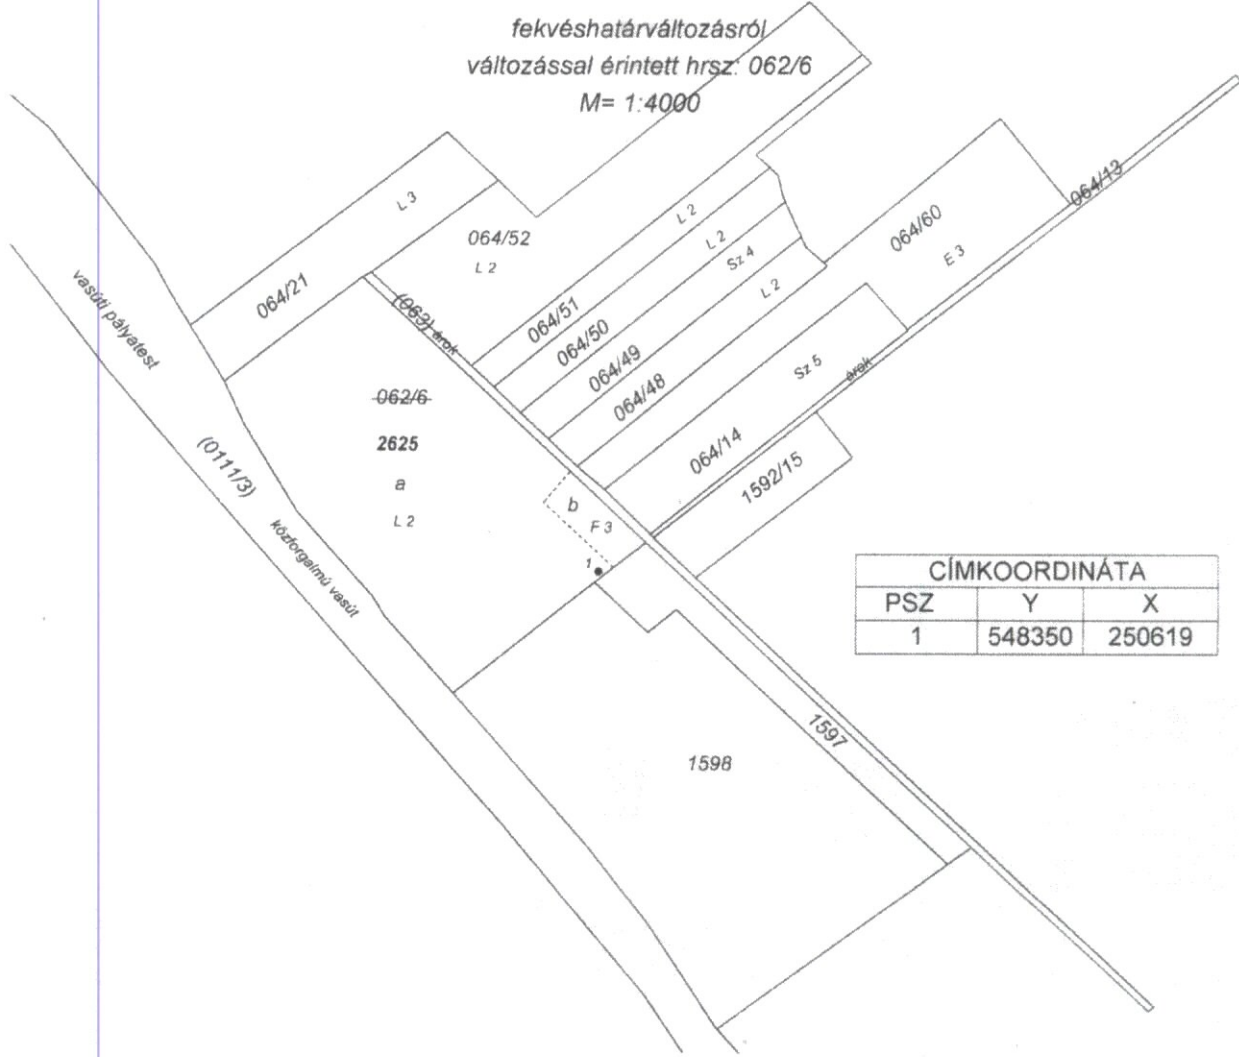 fekvéshatárváltozásról
változással érintett hrsz: 062/6
M= 1:4000
L 3
064/21
064/52
L 2
(063) árok
L 2
064/51
L 2
064/50
Sz 4
064/49
L 2
064/48
064/60
E 3
064/13
Sz 5
árok
064/14
1592/15
vasúti pályatest
(0111/3)
közforgalmú vasút
062/6
2625
a
L 2
b
F 3
1
CÍMKOORDINÁTA
PSZ Y X
1 548350 250619
1597
1598